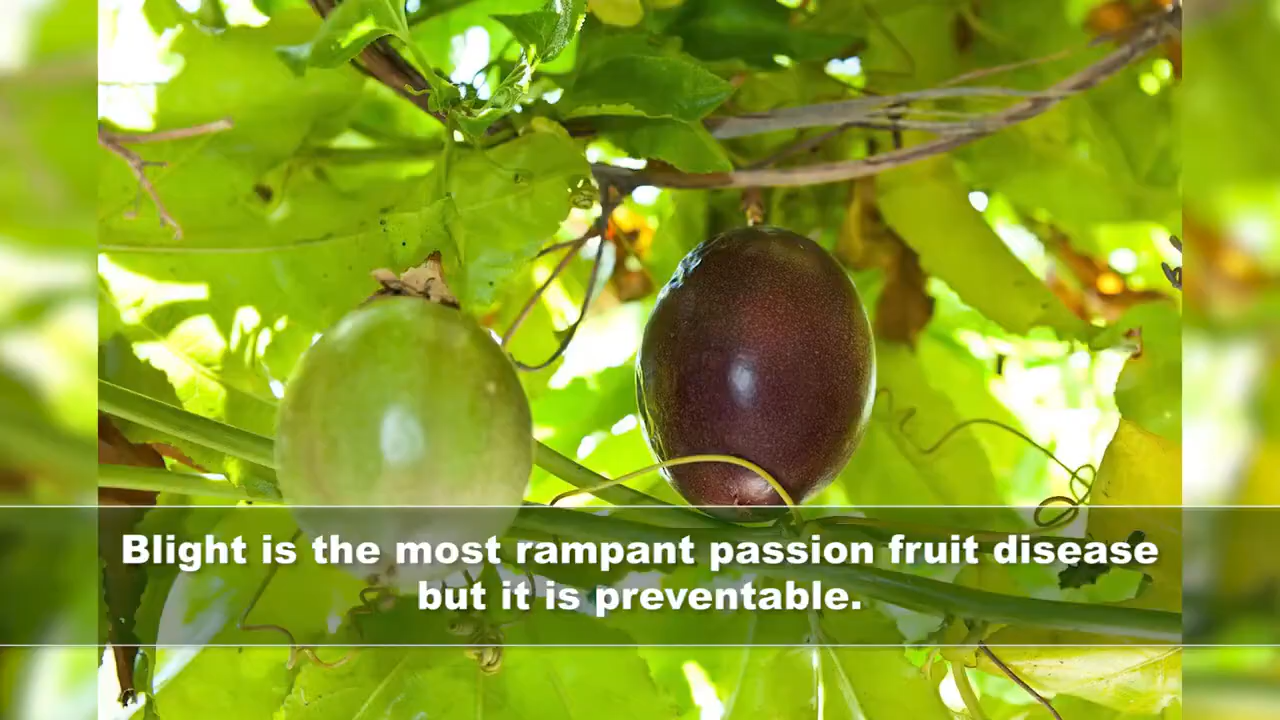 Blight is the most rampant passion fruit disease
but it is preventable.